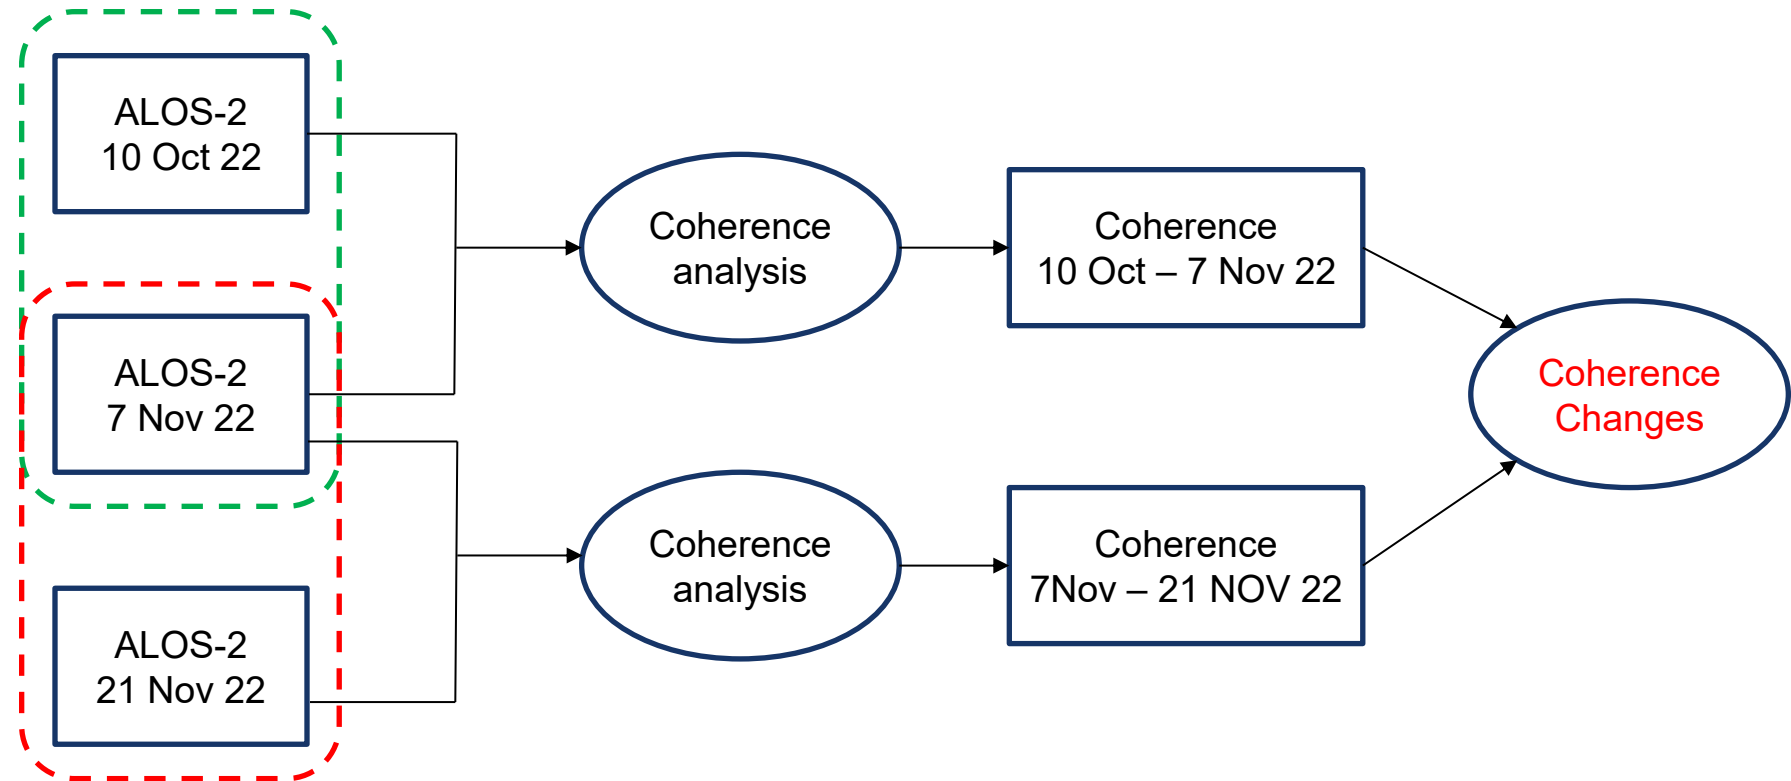 ALOS-2
10 Oct 22
ALOS-2
7 Nov 22
ALOS-2
21 Nov 22
Coherence
analysis
Coherence
analysis
Coherence
10 Oct – 7 Nov 22
Coherence
7Nov – 21 NOV 22
Coherence
Changes